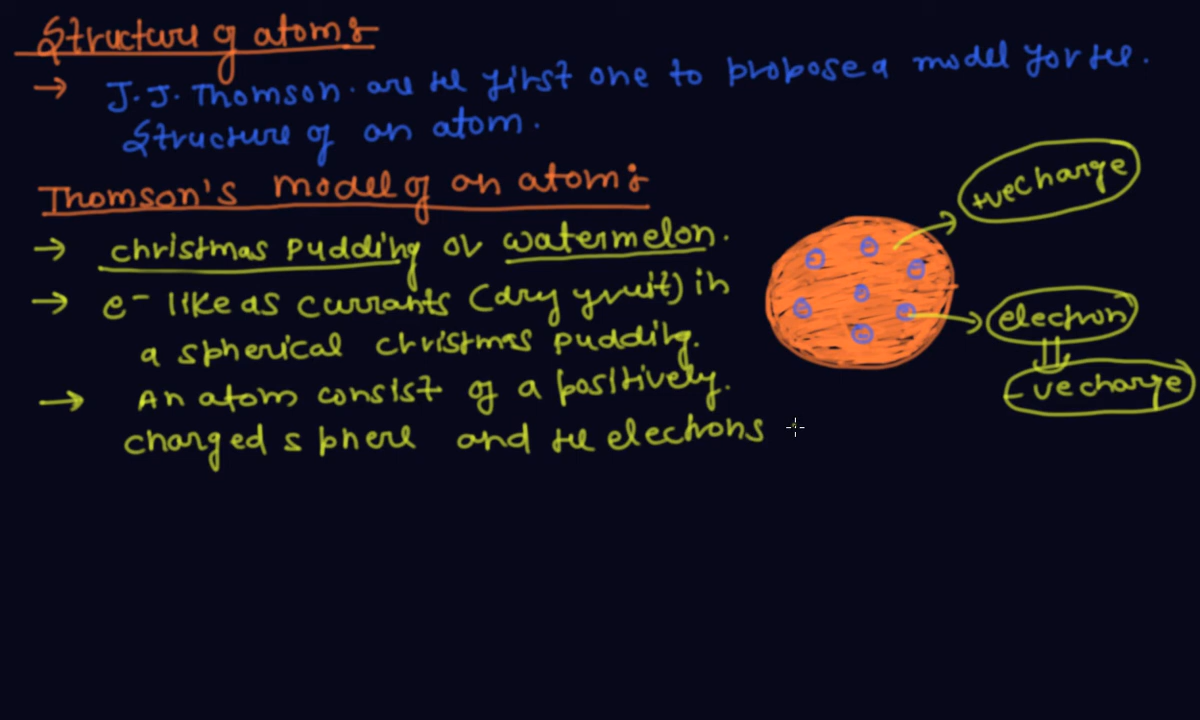 Structure of atoms
→ J.J. Thomson. are the first one to propose a model for the.
Structure of an atom.
Thomson's model of an atoms
→ christmas pudding or watermelon.
→ e- like as currants (dry fruit) in
a spherical christmas pudding.
→ An atom consist of a positively.
charged sphere and the electrons
+ve charge
electron
-ve charge